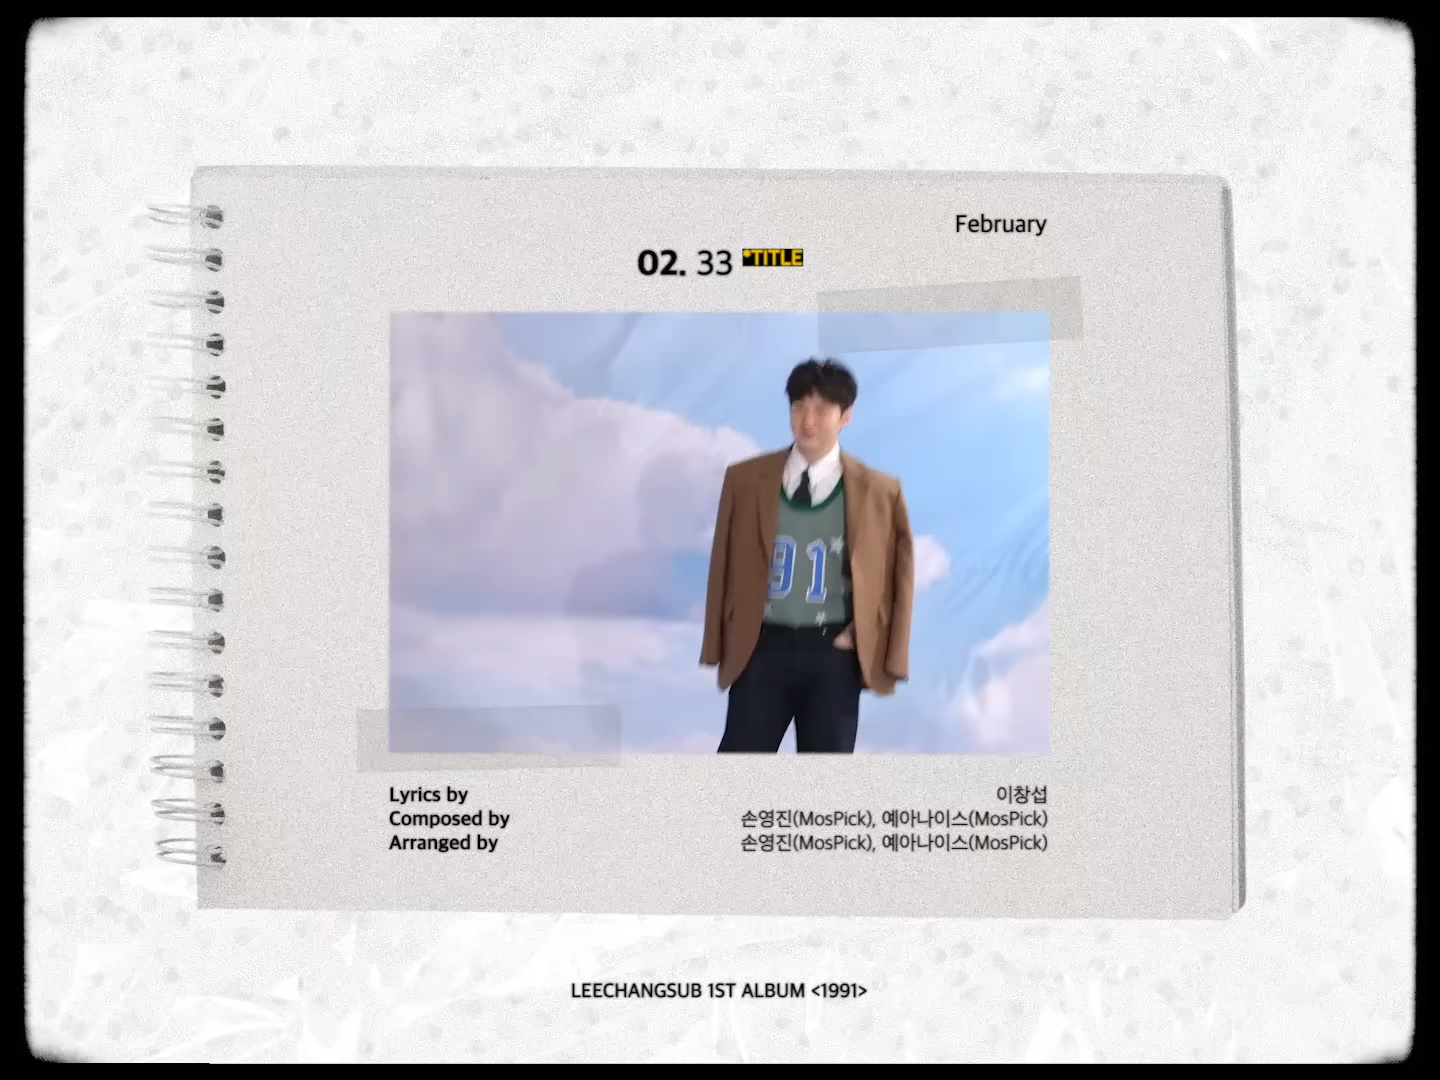 February
02. 33 *TITLE
91
Lyrics by 이창섭
Composed by 손영진(MosPick), 예아나이스(MosPick)
Arranged by 손영진(MosPick), 예아나이스(MosPick)
LEECHANGSUB 1ST ALBUM <1991>